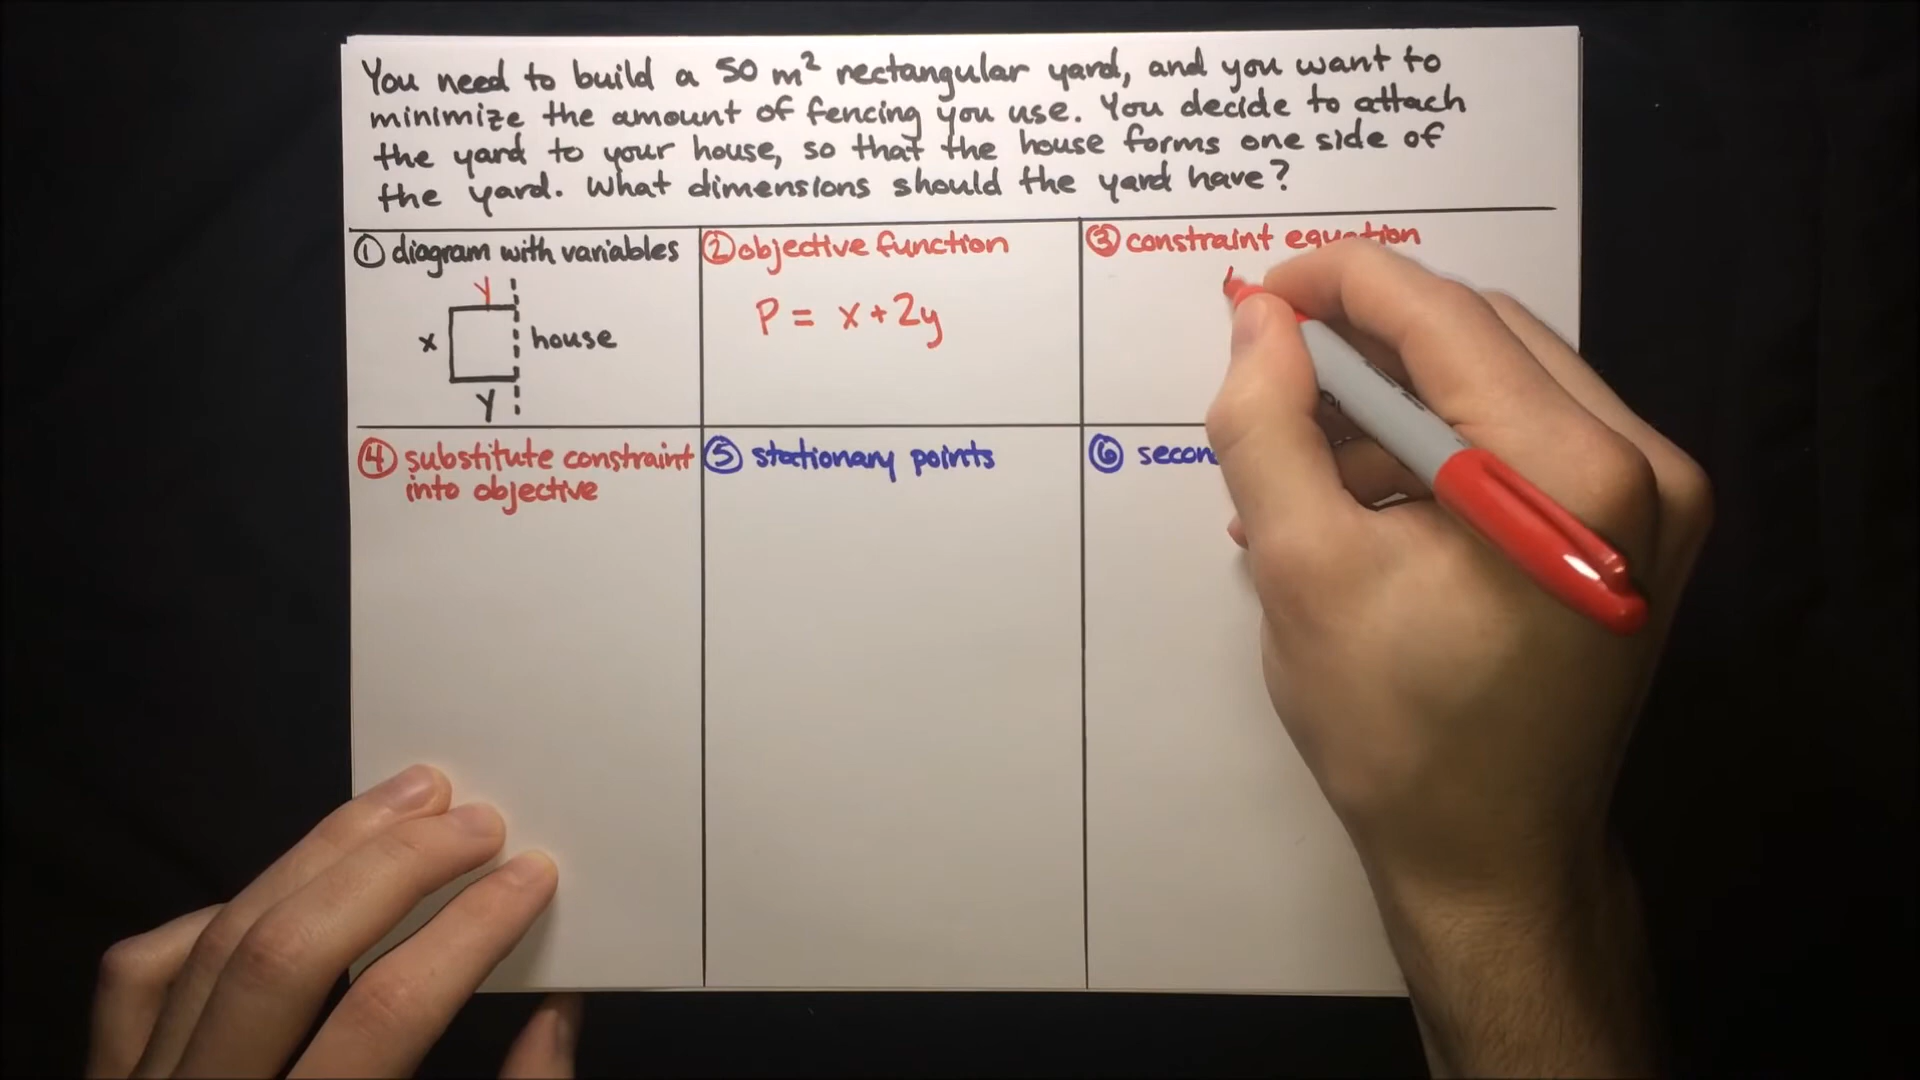 You need to build a 50 m² rectangular yard, and you want to
minimize the amount of fencing you use. You decide to attach
the yard to your house, so that the house forms one side of
the yard. What dimensions should the yard have?
① diagram with variables
y
x
house
y
② objective function
P = x + 2y
③ constraint equation
④ substitute constraint
into objective
⑤ stationary points
⑥